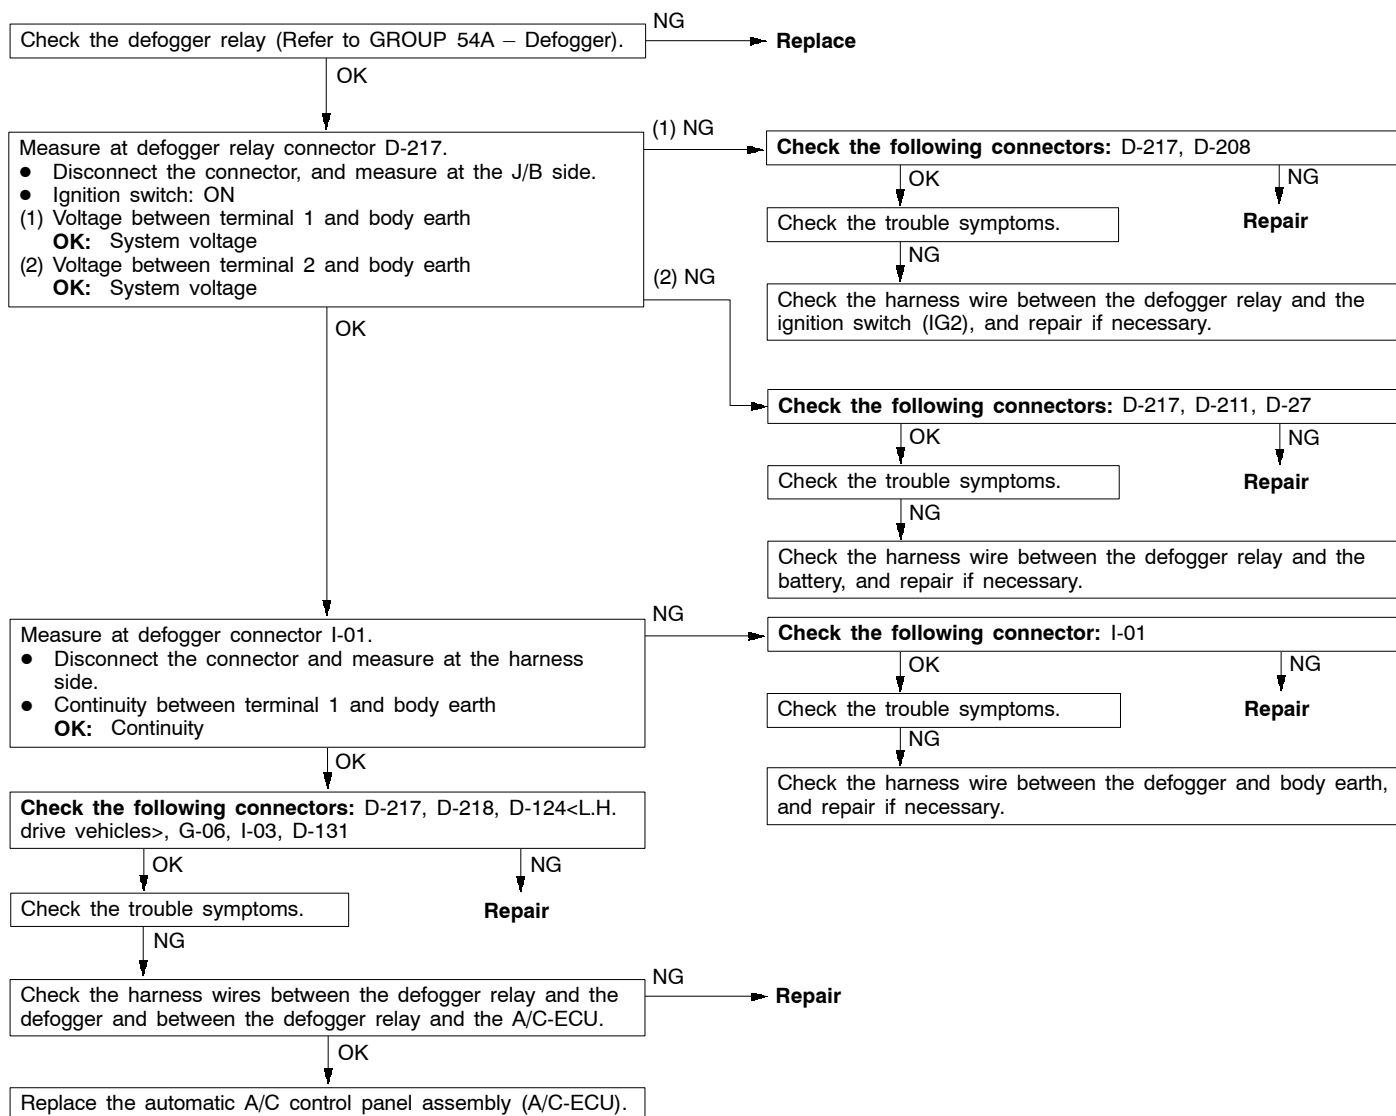 Check the defogger relay (Refer to GROUP 54A – Defogger).
NG
Replace
OK
Measure at defogger relay connector D-217.
● Disconnect the connector, and measure at the J/B side.
● Ignition switch: ON
(1) Voltage between terminal 1 and body earth
OK: System voltage
(2) Voltage between terminal 2 and body earth
OK: System voltage
(1) NG
Check the following connectors: D-217, D-208
OK
NG
Check the trouble symptoms.
Repair
NG
Check the harness wire between the defogger relay and the
ignition switch (IG2), and repair if necessary.
(2) NG
Check the following connectors: D-217, D-211, D-27
OK
NG
Check the trouble symptoms.
Repair
NG
Check the harness wire between the defogger relay and the
battery, and repair if necessary.
OK
Measure at defogger connector I-01.
● Disconnect the connector and measure at the harness
side.
● Continuity between terminal 1 and body earth
OK: Continuity
NG
Check the following connector: I-01
OK
NG
Check the trouble symptoms.
Repair
NG
Check the harness wire between the defogger and body earth,
and repair if necessary.
OK
Check the following connectors: D-217, D-218, D-124<L.H.
drive vehicles>, G-06, I-03, D-131
OK
NG
Check the trouble symptoms.
Repair
NG
Check the harness wires between the defogger relay and the
defogger and between the defogger relay and the A/C-ECU.
NG
Repair
OK
Replace the automatic A/C control panel assembly (A/C-ECU).